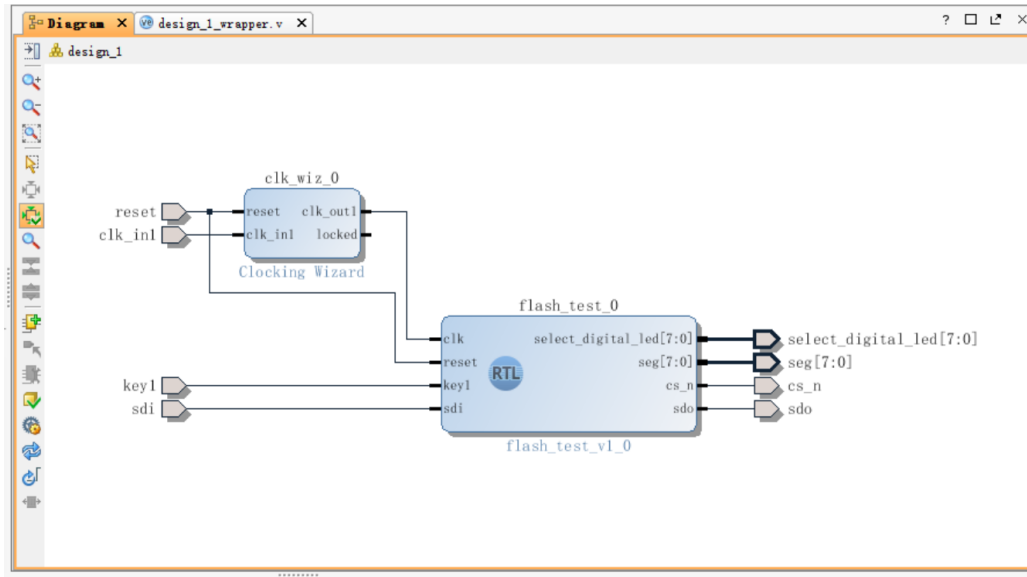 Diagram × design_1_wrapper.v ×
design_1
clk_wiz_0
reset reset clk_out1
clk_in1 clk_in1 locked
Clocking Wizard
flash_test_0
clk select_digital_led[7:0] select_digital_led[7:0]
reset RTL seg[7:0] seg[7:0]
key1 key1 cs_n cs_n
sdi sdi sdo sdo
flash_test_v1_0